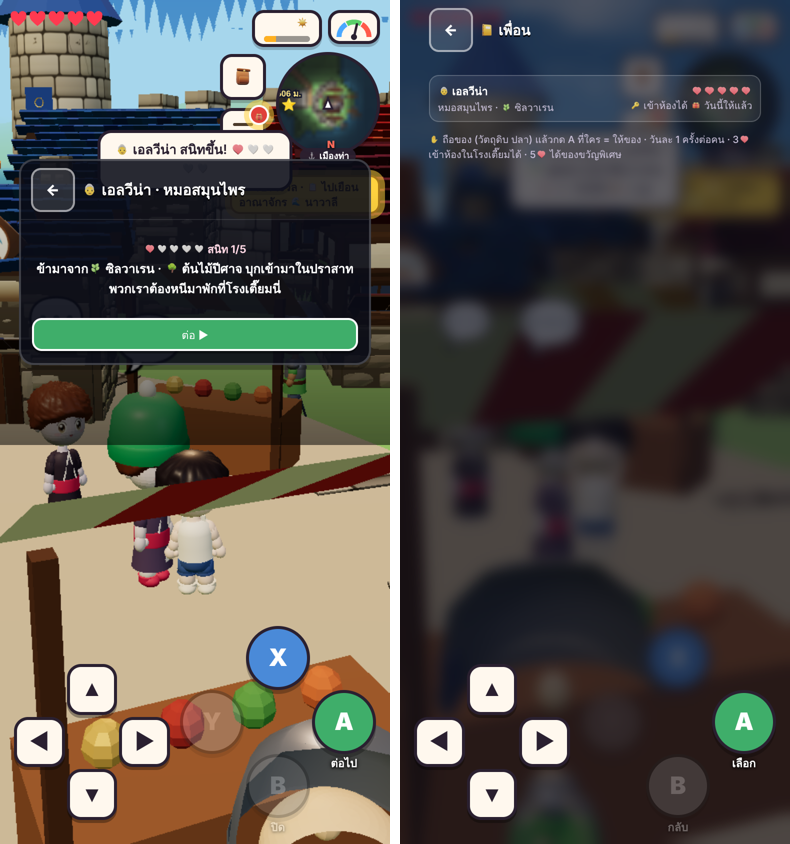 06 ม.
N
เมืองท่า
เอลวีน่า สนิทขึ้น!
ไปเยือน
อาณาจักร นาวาลี
เอลวีน่า · หมอสมุนไพร
สนิท 1/5
ข้ามาจาก ซิลวาเรน · ต้นไม้ปีศาจ บุกเข้ามาในปราสาท
พวกเราต้องหนีมาพักที่โรงเตี๊ยมนี่
ต่อ ▶
X
Y
A
ต่อไป
B
ปิด
เพื่อน
เอลวีน่า
หมอสมุนไพร · ซิลวาเรน
เข้าห้องได้ วันนี้ให้แล้ว
ถือของ (วัตถุดิบ ปลา) แล้วกด A ที่ใคร = ให้ของ · วันละ 1 ครั้งต่อคน · 3
เข้าห้องในโรงเตี๊ยมได้ · 5 ได้ของขวัญพิเศษ
A
เลือก
B
กลับ